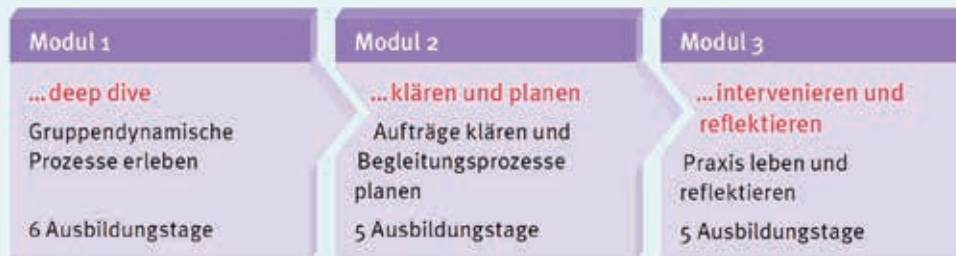 Modul 1
...deep dive
Gruppendynamische
Prozesse erleben
6 Ausbildungstage
Modul 2
...klären und planen
Aufträge klären und
Begleitungsprozesse
planen
5 Ausbildungstage
Modul 3
...intervenieren und
reflektieren
Praxis leben und
reflektieren
5 Ausbildungstage